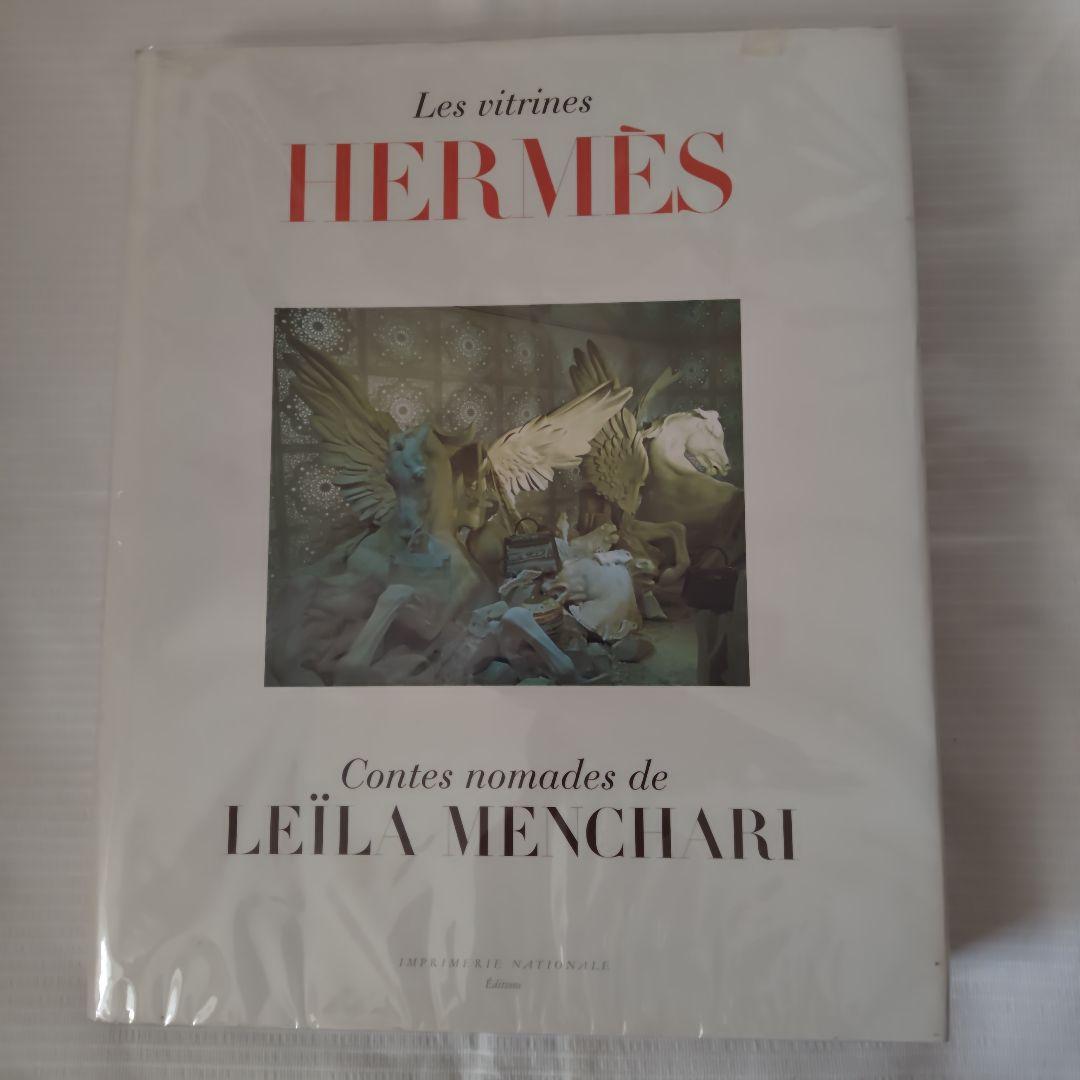 Les vitrines
HERMÈS
Contes nomades de
LEÏLA MENCHARI
IMPRIMERIE NATIONALE
Éditions